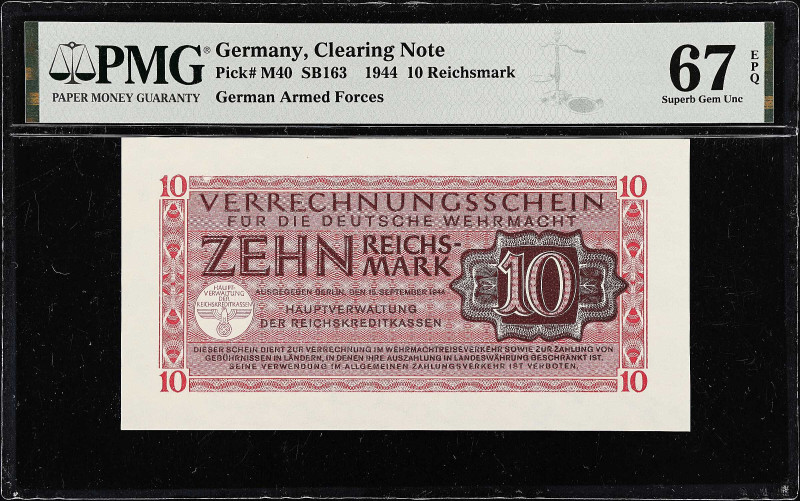 PMG®
PAPER MONEY GUARANTY
Germany, Clearing Note
Pick# M40 SB163 1944 10 Reichsmark
German Armed Forces
67
EPQ
Superb Gem Unc
10
10
VERRECHNUNGSSCHEIN
FÜR DIE DEUTSCHE WEHRMACHT
ZEHN REICHS-
MARK
10
AUSGEGEBEN BERLIN, DEN 15. SEPTEMBER 1944
HAUPT-
VERWALTUNG
DER
REICHSKREDITKASSEN
HAUPTVERWALTUNG
DER REICHSKREDITKASSEN
DIESER SCHEIN DIENT ZUR VERRECHNUNG IM WEHRMACHTREISEVERKEHR SOWIE ZUR ZAHLUNG VON
GEBÜHRNISSEN IN LÄNDERN, IN DENEN IHRE AUSZAHLUNG IN LANDESWÄHRUNG BESCHRÄNKT IST.
SEINE VERWENDUNG IM ALLGEMEINEN ZAHLUNGSVERKEHR IST VERBOTEN.
10
10